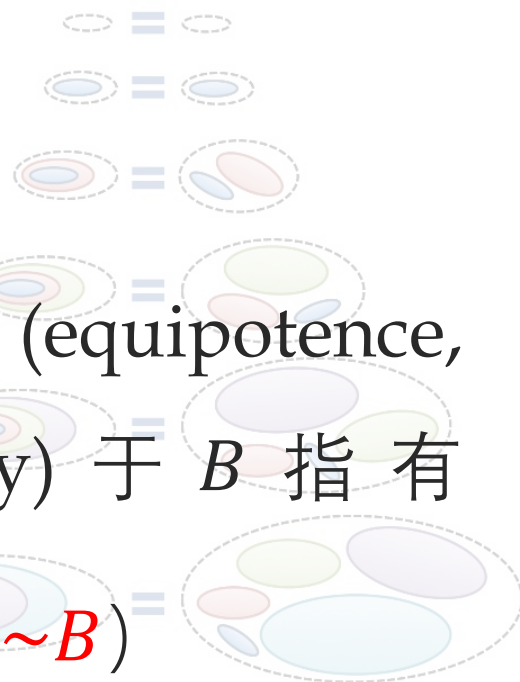 (equipotence,
y) 于 B 指 有
~B)